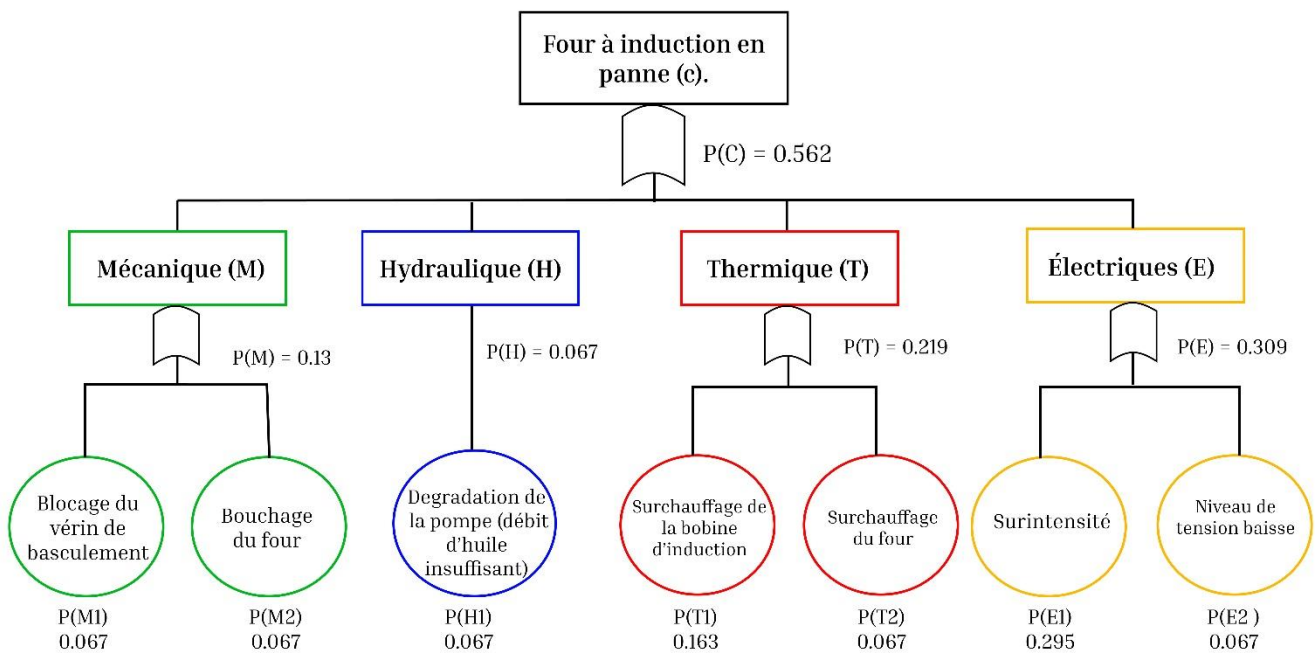 Four à induction en
panne (c).
P(C) = 0.562
Mécanique (M)
Hydraulique (H)
Thermique (T)
Électriques (E)
P(M) = 0.13
P(H) = 0.067
P(T) = 0.219
P(E) = 0.309
Blocage du
vérin de
basculement
Bouchage
du four
Degradation de
la pompe (débit
d'huile
insuffisant)
Surchauffage de
la bobine
d'induction
Surchauffage
du four
Surintensité
Niveau de
tension baisse
P(M1)
0.067
P(M2)
0.067
P(H1)
0.067
P(T1)
0.163
P(T2)
0.067
P(E1)
0.295
P(E2 )
0.067